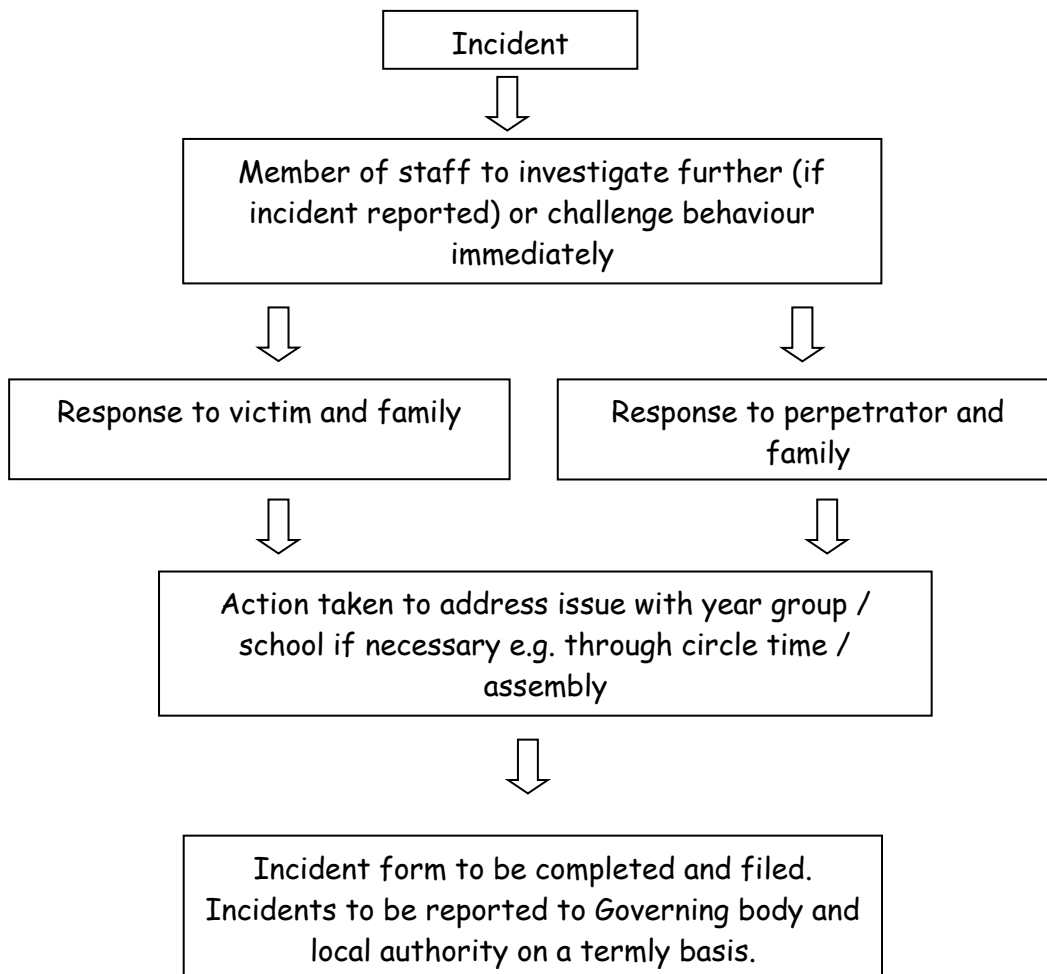 Incident
Member of staff to investigate further (if
incident reported) or challenge behaviour
immediately
Response to victim and family
Response to perpetrator and
family
Action taken to address issue with year group /
school if necessary e.g. through circle time /
assembly
Incident form to be completed and filed.
Incidents to be reported to Governing body and
local authority on a termly basis.